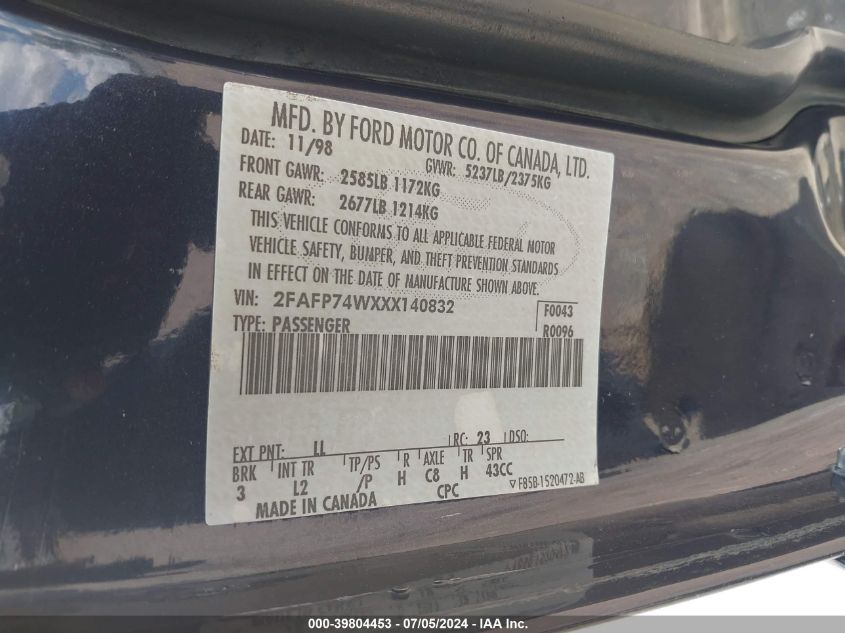 MFD. BY FORD MOTOR CO. OF CANADA, LTD.
DATE: 11/98 GVWR: 5237LB/2375KG
FRONT GAWR: 2585LB 1172KG
REAR GAWR: 2677LB 1214KG
THIS VEHICLE CONFORMS TO ALL APPLICABLE FEDERAL MOTOR
VEHICLE SAFETY, BUMPER, AND THEFT PREVENTION STANDARDS
IN EFFECT ON THE DATE OF MANUFACTURE SHOWN ABOVE.
VIN: 2FAFP74WXXX140832 F0043
TYPE: PASSENGER R0096
EXT PNT: LL RC: 23 DSO:
BRK INT TR TP/PS R AXLE TR SPR
3 L2 /P H C8 H 43CC
MADE IN CANADA CPC F85B-1520472-AB
000-39804453 - 07/05/2024 - IAA Inc.